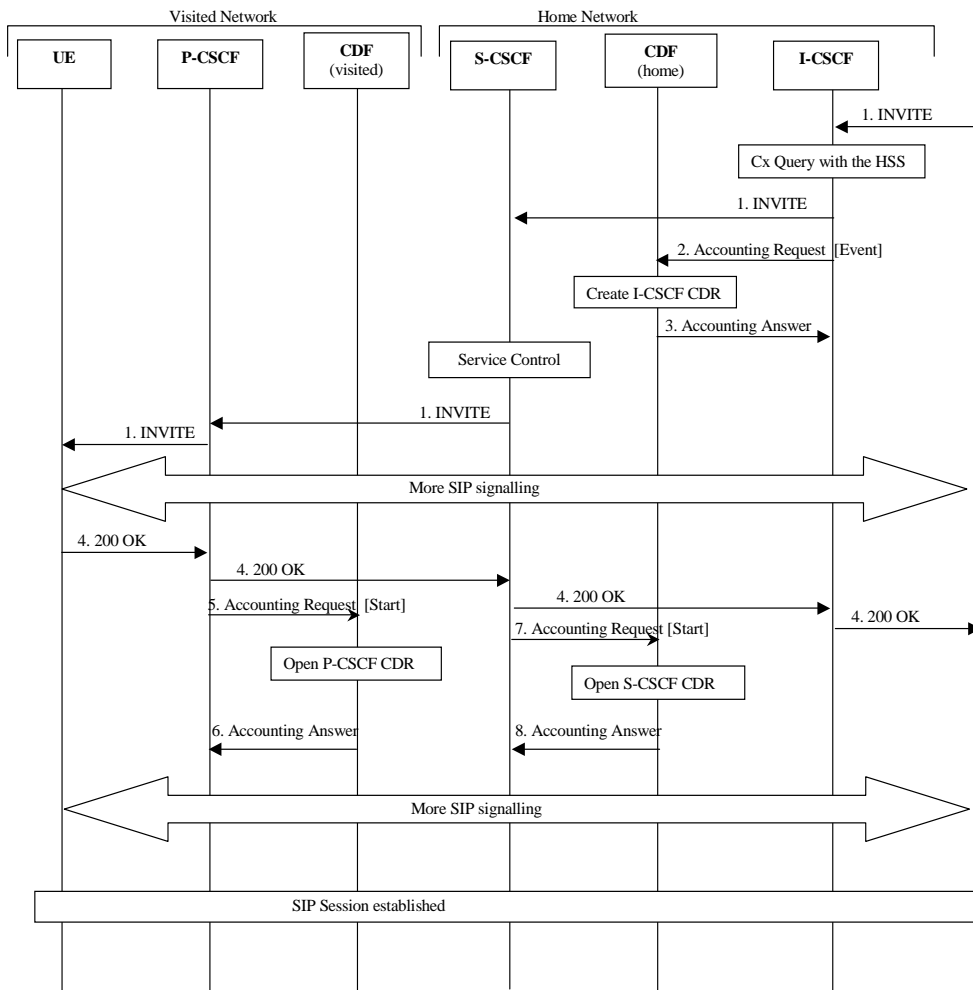 Visited Network
Home Network
UE
P-CSCF
CDF
(visited)
S-CSCF
CDF
(home)
I-CSCF
1. INVITE
Cx Query with the HSS
1. INVITE
2. Accounting Request [Event]
Create I-CSCF CDR
3. Accounting Answer
Service Control
1. INVITE
1. INVITE
More SIP signalling
4. 200 OK
4. 200 OK
5. Accounting Request [Start]
4. 200 OK
4. 200 OK
7. Accounting Request [Start]
Open P-CSCF CDR
Open S-CSCF CDR
6. Accounting Answer
8. Accounting Answer
More SIP signalling
SIP Session established